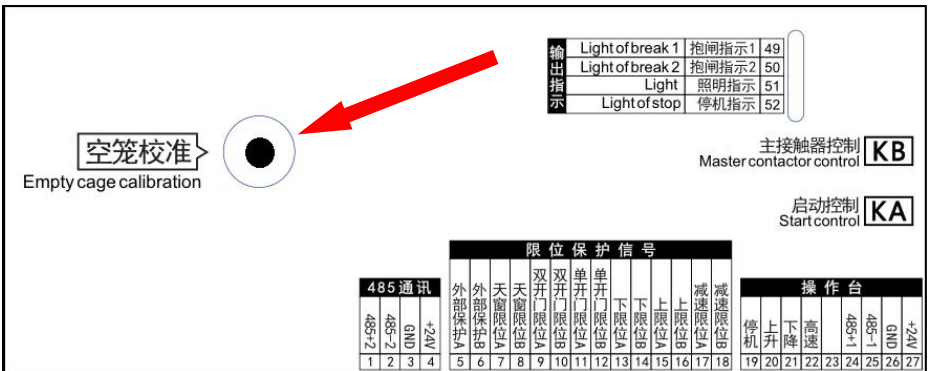 输出指示
Light of break 1 抱闸指示1 49
Light of break 2 抱闸指示2 50
Light 照明指示 51
Light of stop 停机指示 52
空笼校准
Empty cage calibration
主接触器控制 KB
Master contactor control
启动控制 KA
Start control
485通讯
485+2 1
485-2 2
GND 3
+24V 4
限位保护信号
外部保护A 5
外部保护B 6
天窗限位A 7
天窗限位B 8
双开门限位A 9
双开门限位B 10
单开门限位A 11
单开门限位B 12
下限位A 13
下限位B 14
上限位A 15
上限位B 16
减速限位A 17
减速限位B 18
操作台
停机 19
上升 20
下降 21
高速 22
23
485+1 24
485-1 25
GND 26
+24V 27